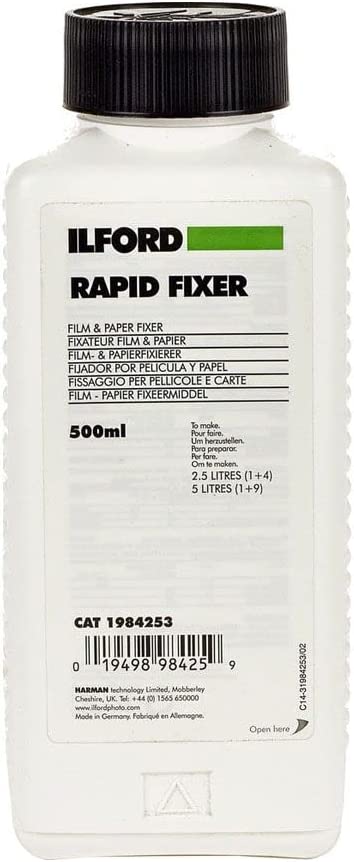 ILFORD
RAPID FIXER
FILM & PAPER FIXER
FIXATEUR FILM & PAPIER
FILM- & PAPIERFIXIERER
FIJADOR POR PELICULA Y PAPEL
FISSAGGIO PER PELLICOLE E CARTE
FILM - PAPIER FIXEERMIDDEL
500ml
To make.
Pour faire.
Um herzustellen.
Para preparar.
Per fare.
Om te maken.
2.5 LITRES (1+4)
5 LITRES (1+9)
CAT 1984253
0 19498 98425 9
HARMAN technology Limited, Mobberley
Cheshire, UK. Tel: +44 (0) 1565 650000
www.ilfordphoto.com
Made in Germany. Fabriqué en Allemagne.
Open here
C14-31984253/02